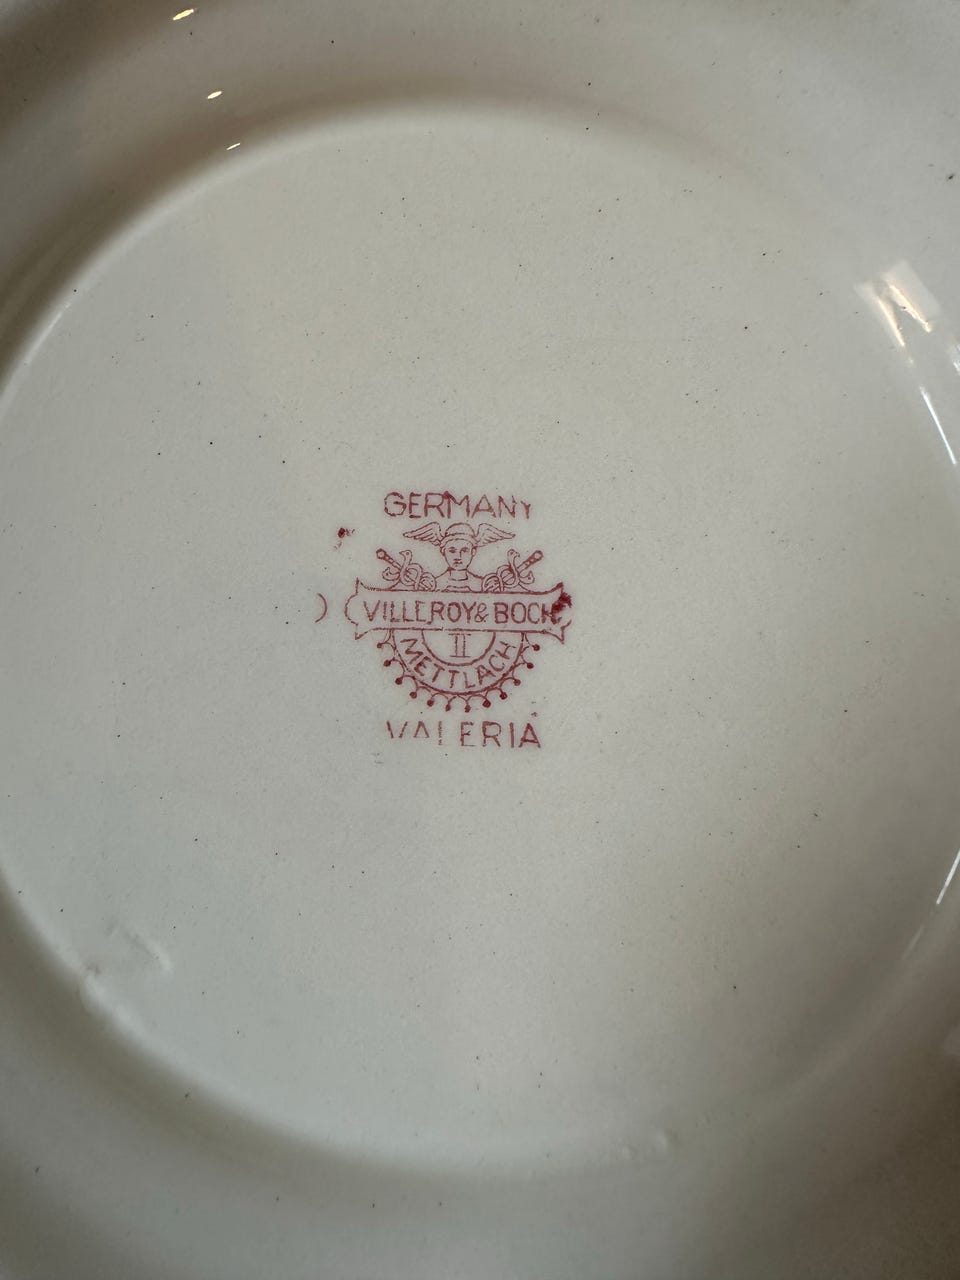 GERMANY
VILLEROY & BOCH
II
METTLACH
VALERIA